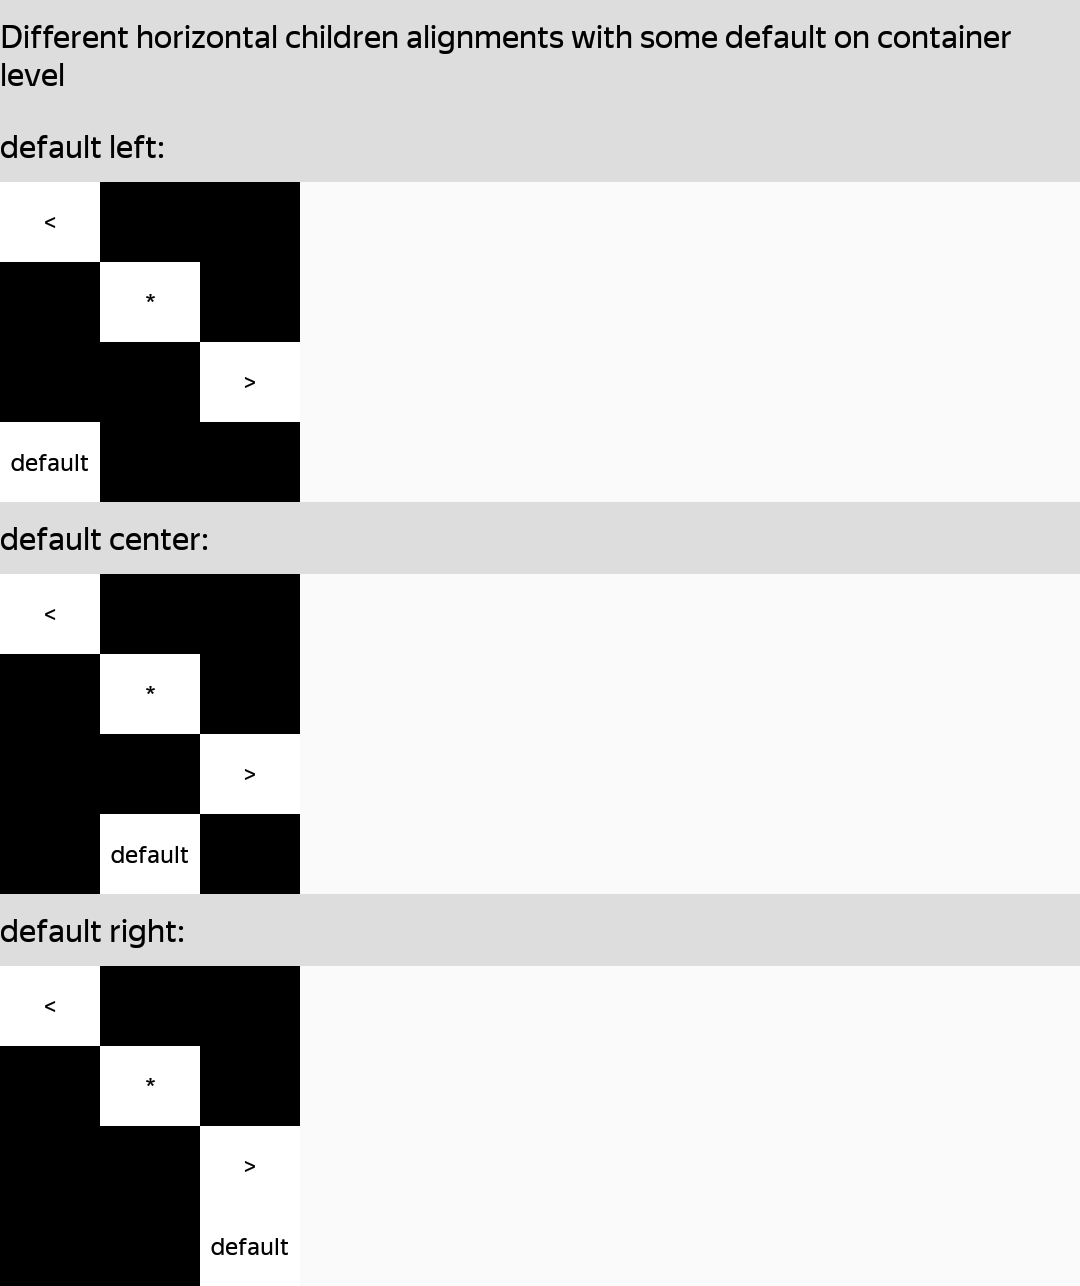 Different horizontal children alignments with some default on container
level
default left:
<
*
>
default
default center:
<
*
>
default
default right:
<
*
>
default